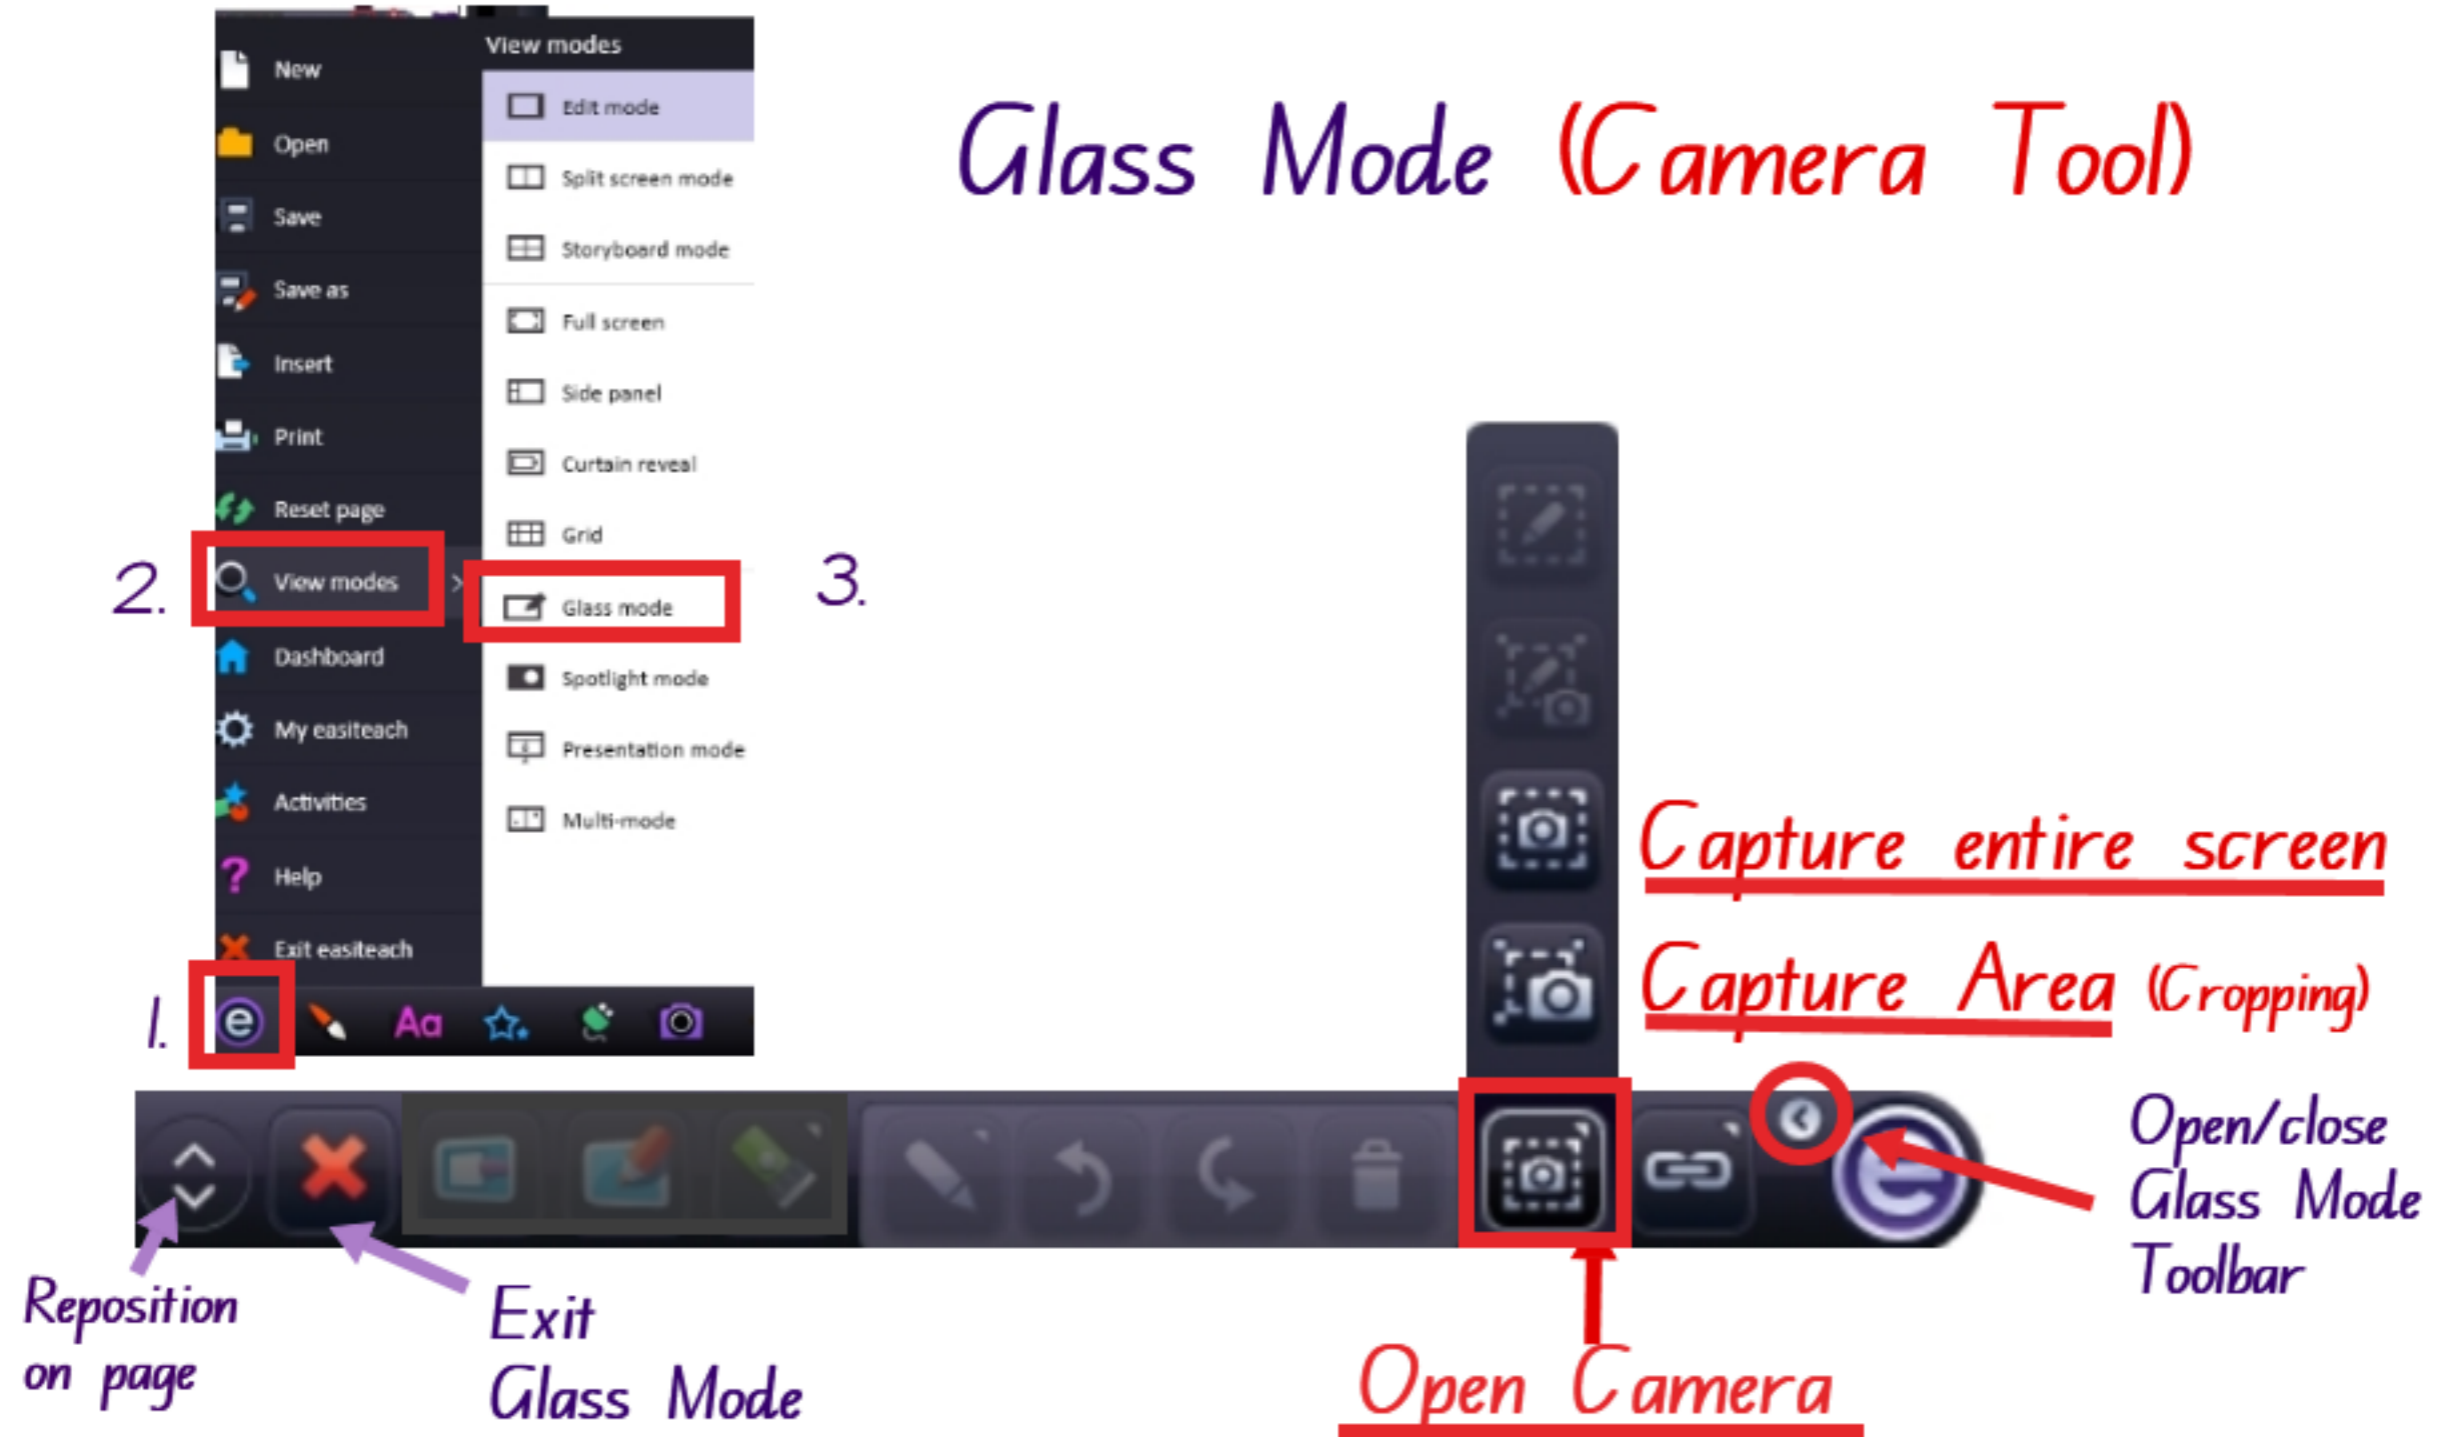 Glass Mode (Camera Tool)
View modes
New
Open
Save
Save as
Insert
Print
Reset page
2.
View modes
Dashboard
My easiteach
Activities
Help
Exit easiteach
1.
e
Aa
Edit mode
Split screen mode
Storyboard mode
Full screen
Side panel
Curtain reveal
Grid
Glass mode
3.
Spotlight mode
Presentation mode
Multi-mode
Capture entire screen
Capture Area (Cropping)
e
Open/close
Glass Mode
Toolbar
Reposition
on page
Exit
Glass Mode
Open Camera